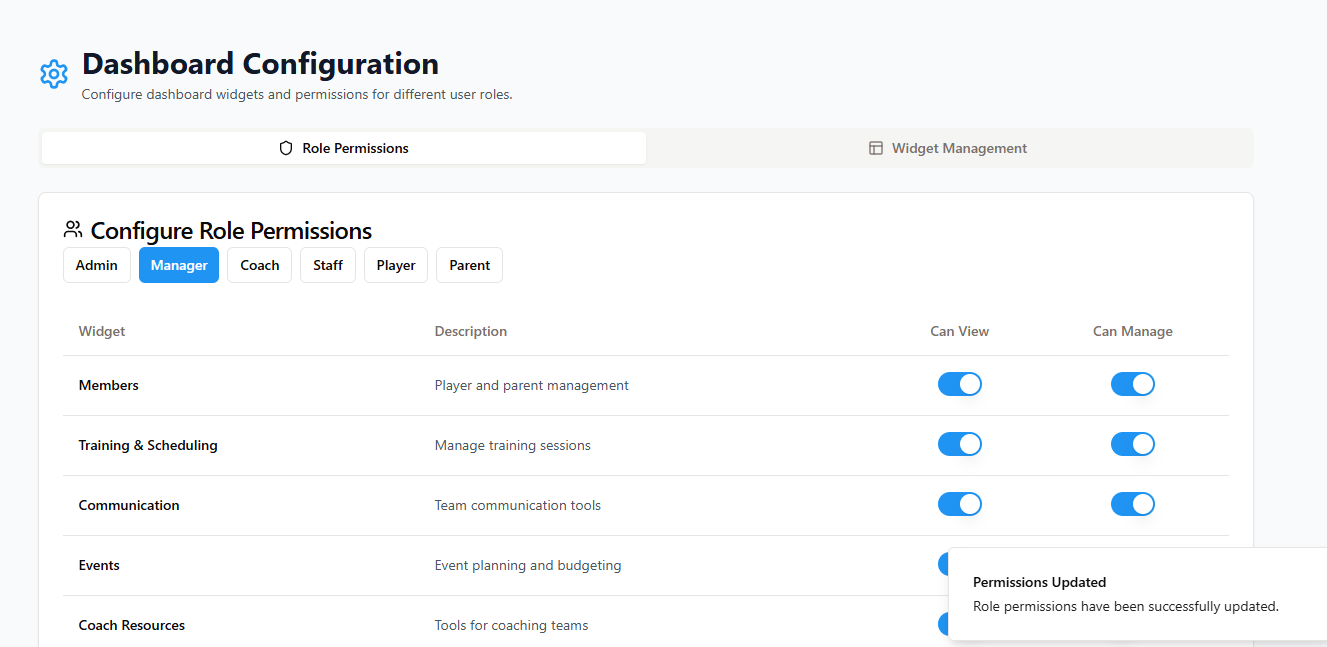 Dashboard Configuration
Configure dashboard widgets and permissions for different user roles.
Role Permissions
Widget Management
Configure Role Permissions
Admin Manager Coach Staff Player Parent
Widget Description Can View Can Manage
Members Player and parent management
Training & Scheduling Manage training sessions
Communication Team communication tools
Events Event planning and budgeting
Coach Resources Tools for coaching teams
Permissions Updated
Role permissions have been successfully updated.